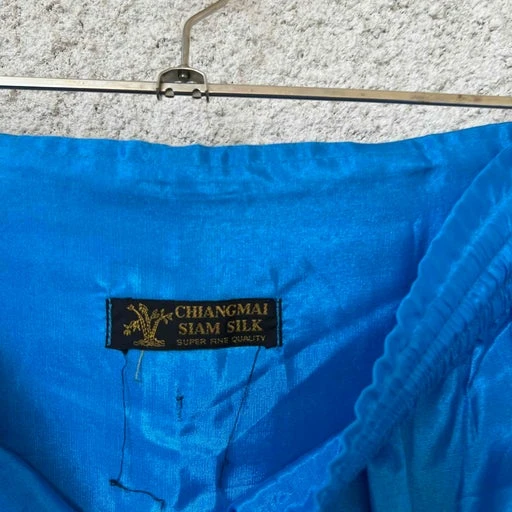 CHIANGMAI
SIAM SILK
SUPER FINE QUALITY